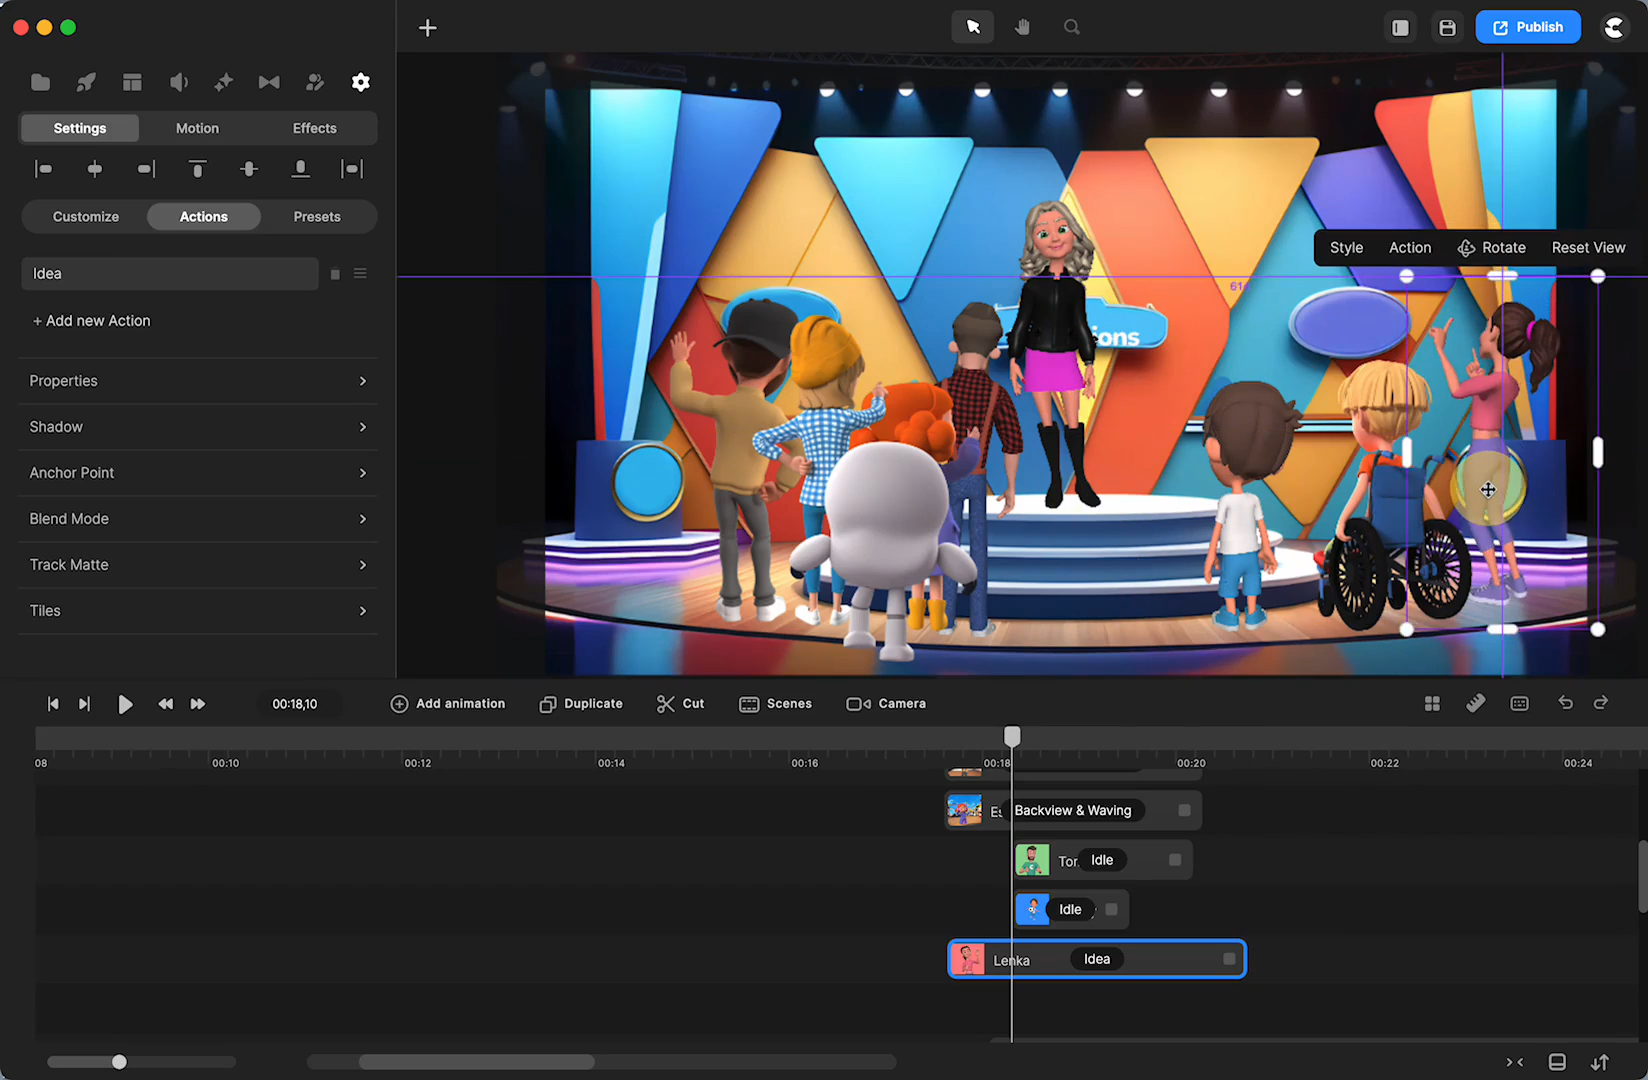 Publish
Settings
Motion
Effects
Customize
Actions
Presets
Idea
+ Add new Action
Properties
Shadow
Anchor Point
Blend Mode
Track Matte
Tiles
Style
Action
Rotate
Reset View
ions
00:18,10
Add animation
Duplicate
Cut
Scenes
Camera
08
00:10
00:12
00:14
00:16
00:18
00:20
00:22
00:24
Backview & Waving
Idle
Idle
Lenka
Idea